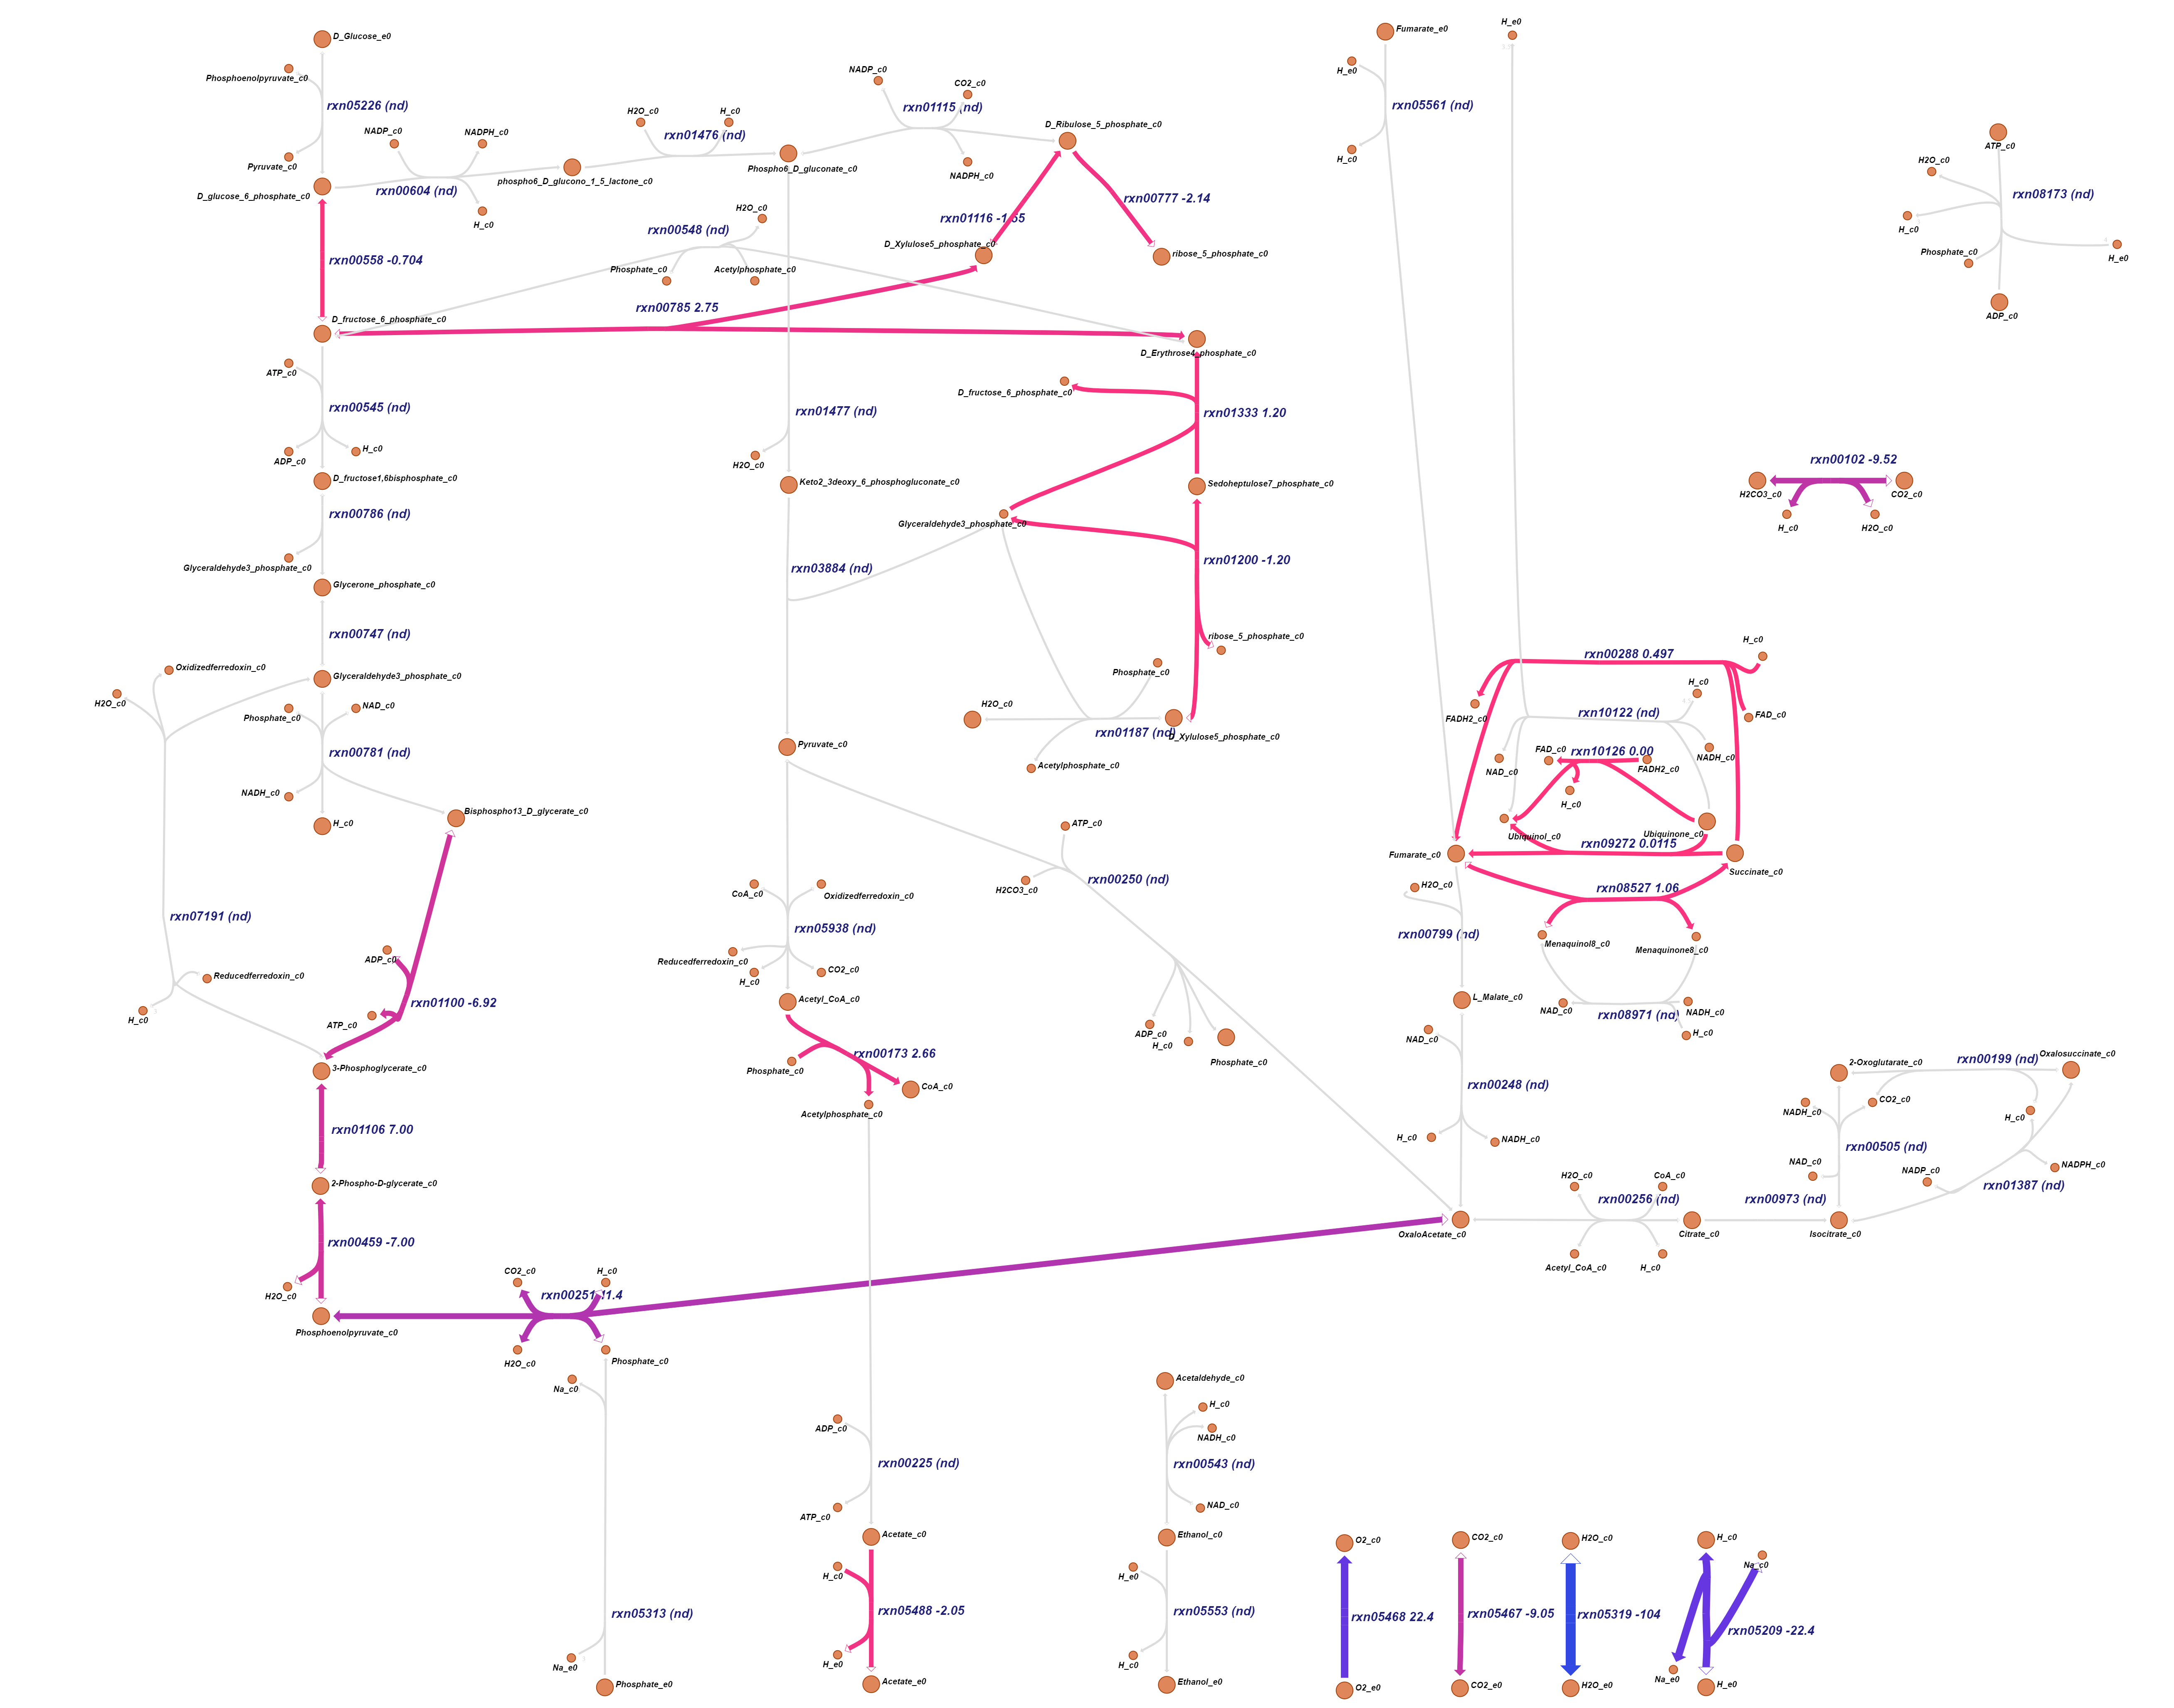 D_Glucose_e0
Phosphoenolpyruvate_c0
rxn05226 (nd)
Pyruvate_c0
D_glucose_6_phosphate_c0
NADP_c0
NADPH_c0
rxn00604 (nd)
H_c0
phospho6_D_glucono_1_5_lactone_c0
H2O_c0
H_c0
rxn01476 (nd)
Phospho6_D_gluconate_c0
NADP_c0
CO2_c0
rxn01115 (nd)
NADPH_c0
D_Ribulose_5_phosphate_c0
rxn01116 -1.55
rxn00777 -2.14
D_Xylulose5_phosphate_c0
ribose_5_phosphate_c0
rxn00558 -0.704
rxn00548 (nd)
H2O_c0
Phosphate_c0
Acetylphosphate_c0
rxn00785 2.75
D_fructose_6_phosphate_c0
D_Erythrose4_phosphate_c0
ATP_c0
rxn00545 (nd)
ADP_c0
H_c0
D_fructose1,6bisphosphate_c0
rxn00786 (nd)
Glyceraldehyde3_phosphate_c0
Glycerone_phosphate_c0
rxn00747 (nd)
Glyceraldehyde3_phosphate_c0
Oxidizedferredoxin_c0
H2O_c0
Phosphate_c0
NAD_c0
rxn00781 (nd)
NADH_c0
H_c0
Bisphospho13_D_glycerate_c0
rxn07191 (nd)
Reducedferredoxin_c0
H_c0
ADP_c0
rxn01100 -6.92
ATP_c0
3-Phosphoglycerate_c0
rxn01106 7.00
2-Phospho-D-glycerate_c0
rxn00459 -7.00
H2O_c0
Phosphoenolpyruvate_c0
CO2_c0
H_c0
rxn00251 11.4
H2O_c0
Phosphate_c0
Na_c0
rxn05313 (nd)
Na_e0
Phosphate_e0
rxn01477 (nd)
H2O_c0
Keto2_3deoxy_6_phosphogluconate_c0
rxn03884 (nd)
Pyruvate_c0
D_fructose_6_phosphate_c0
rxn01333 1.20
Sedoheptulose7_phosphate_c0
Glyceraldehyde3_phosphate_c0
rxn01200 -1.20
ribose_5_phosphate_c0
Phosphate_c0
H2O_c0
rxn01187 (nd)
D_Xylulose5_phosphate_c0
Acetylphosphate_c0
CoA_c0
Oxidizedferredoxin_c0
rxn05938 (nd)
Reducedferredoxin_c0
H_c0
CO2_c0
Acetyl_CoA_c0
Phosphate_c0
rxn00173 2.66
CoA_c0
Acetylphosphate_c0
ATP_c0
H2CO3_c0
rxn00250 (nd)
ADP_c0
H_c0
Phosphate_c0
ADP_c0
rxn00225 (nd)
ATP_c0
Acetate_c0
H_c0
rxn05488 -2.05
H_e0
Acetate_e0
Acetaldehyde_c0
H_c0
NADH_c0
rxn00543 (nd)
NAD_c0
Ethanol_c0
H_e0
rxn05553 (nd)
H_c0
Ethanol_e0
Fumarate_e0
H_e0
rxn05561 (nd)
H_c0
H_e0
ATP_c0
H2O_c0
rxn08173 (nd)
H_c0
Phosphate_c0
H_e0
ADP_c0
rxn00102 -9.52
H2CO3_c0
CO2_c0
H_c0
H2O_c0
H_c0
rxn00288 0.497
H_c0
FADH2_c0
rxn10122 (nd)
FAD_c0
NAD_c0
FAD_c0
rxn10126 0.00
FADH2_c0
NADH_c0
H_c0
Ubiquinol_c0
Ubiquinone_c0
rxn09272 0.0115
Fumarate_c0
Succinate_c0
rxn08527 1.06
H2O_c0
rxn00799 (nd)
Menaquinol8_c0
Menaquinone8_c0
NAD_c0
rxn08971 (nd)
NADH_c0
H_c0
L_Malate_c0
NAD_c0
rxn00248 (nd)
H_c0
NADH_c0
OxaloAcetate_c0
H2O_c0
CoA_c0
rxn00256 (nd)
Acetyl_CoA_c0
H_c0
Citrate_c0
rxn00973 (nd)
Isocitrate_c0
2-Oxoglutarate_c0
rxn00199 (nd)
Oxalosuccinate_c0
NADH_c0
CO2_c0
H_c0
rxn00505 (nd)
NAD_c0
NADP_c0
NADPH_c0
rxn01387 (nd)
O2_c0
rxn05468 22.4
O2_e0
CO2_c0
rxn05467 -9.05
CO2_e0
H2O_c0
rxn05319 -104
H2O_e0
H_c0
Na_c0
rxn05209 -22.4
Na_e0
H_e0